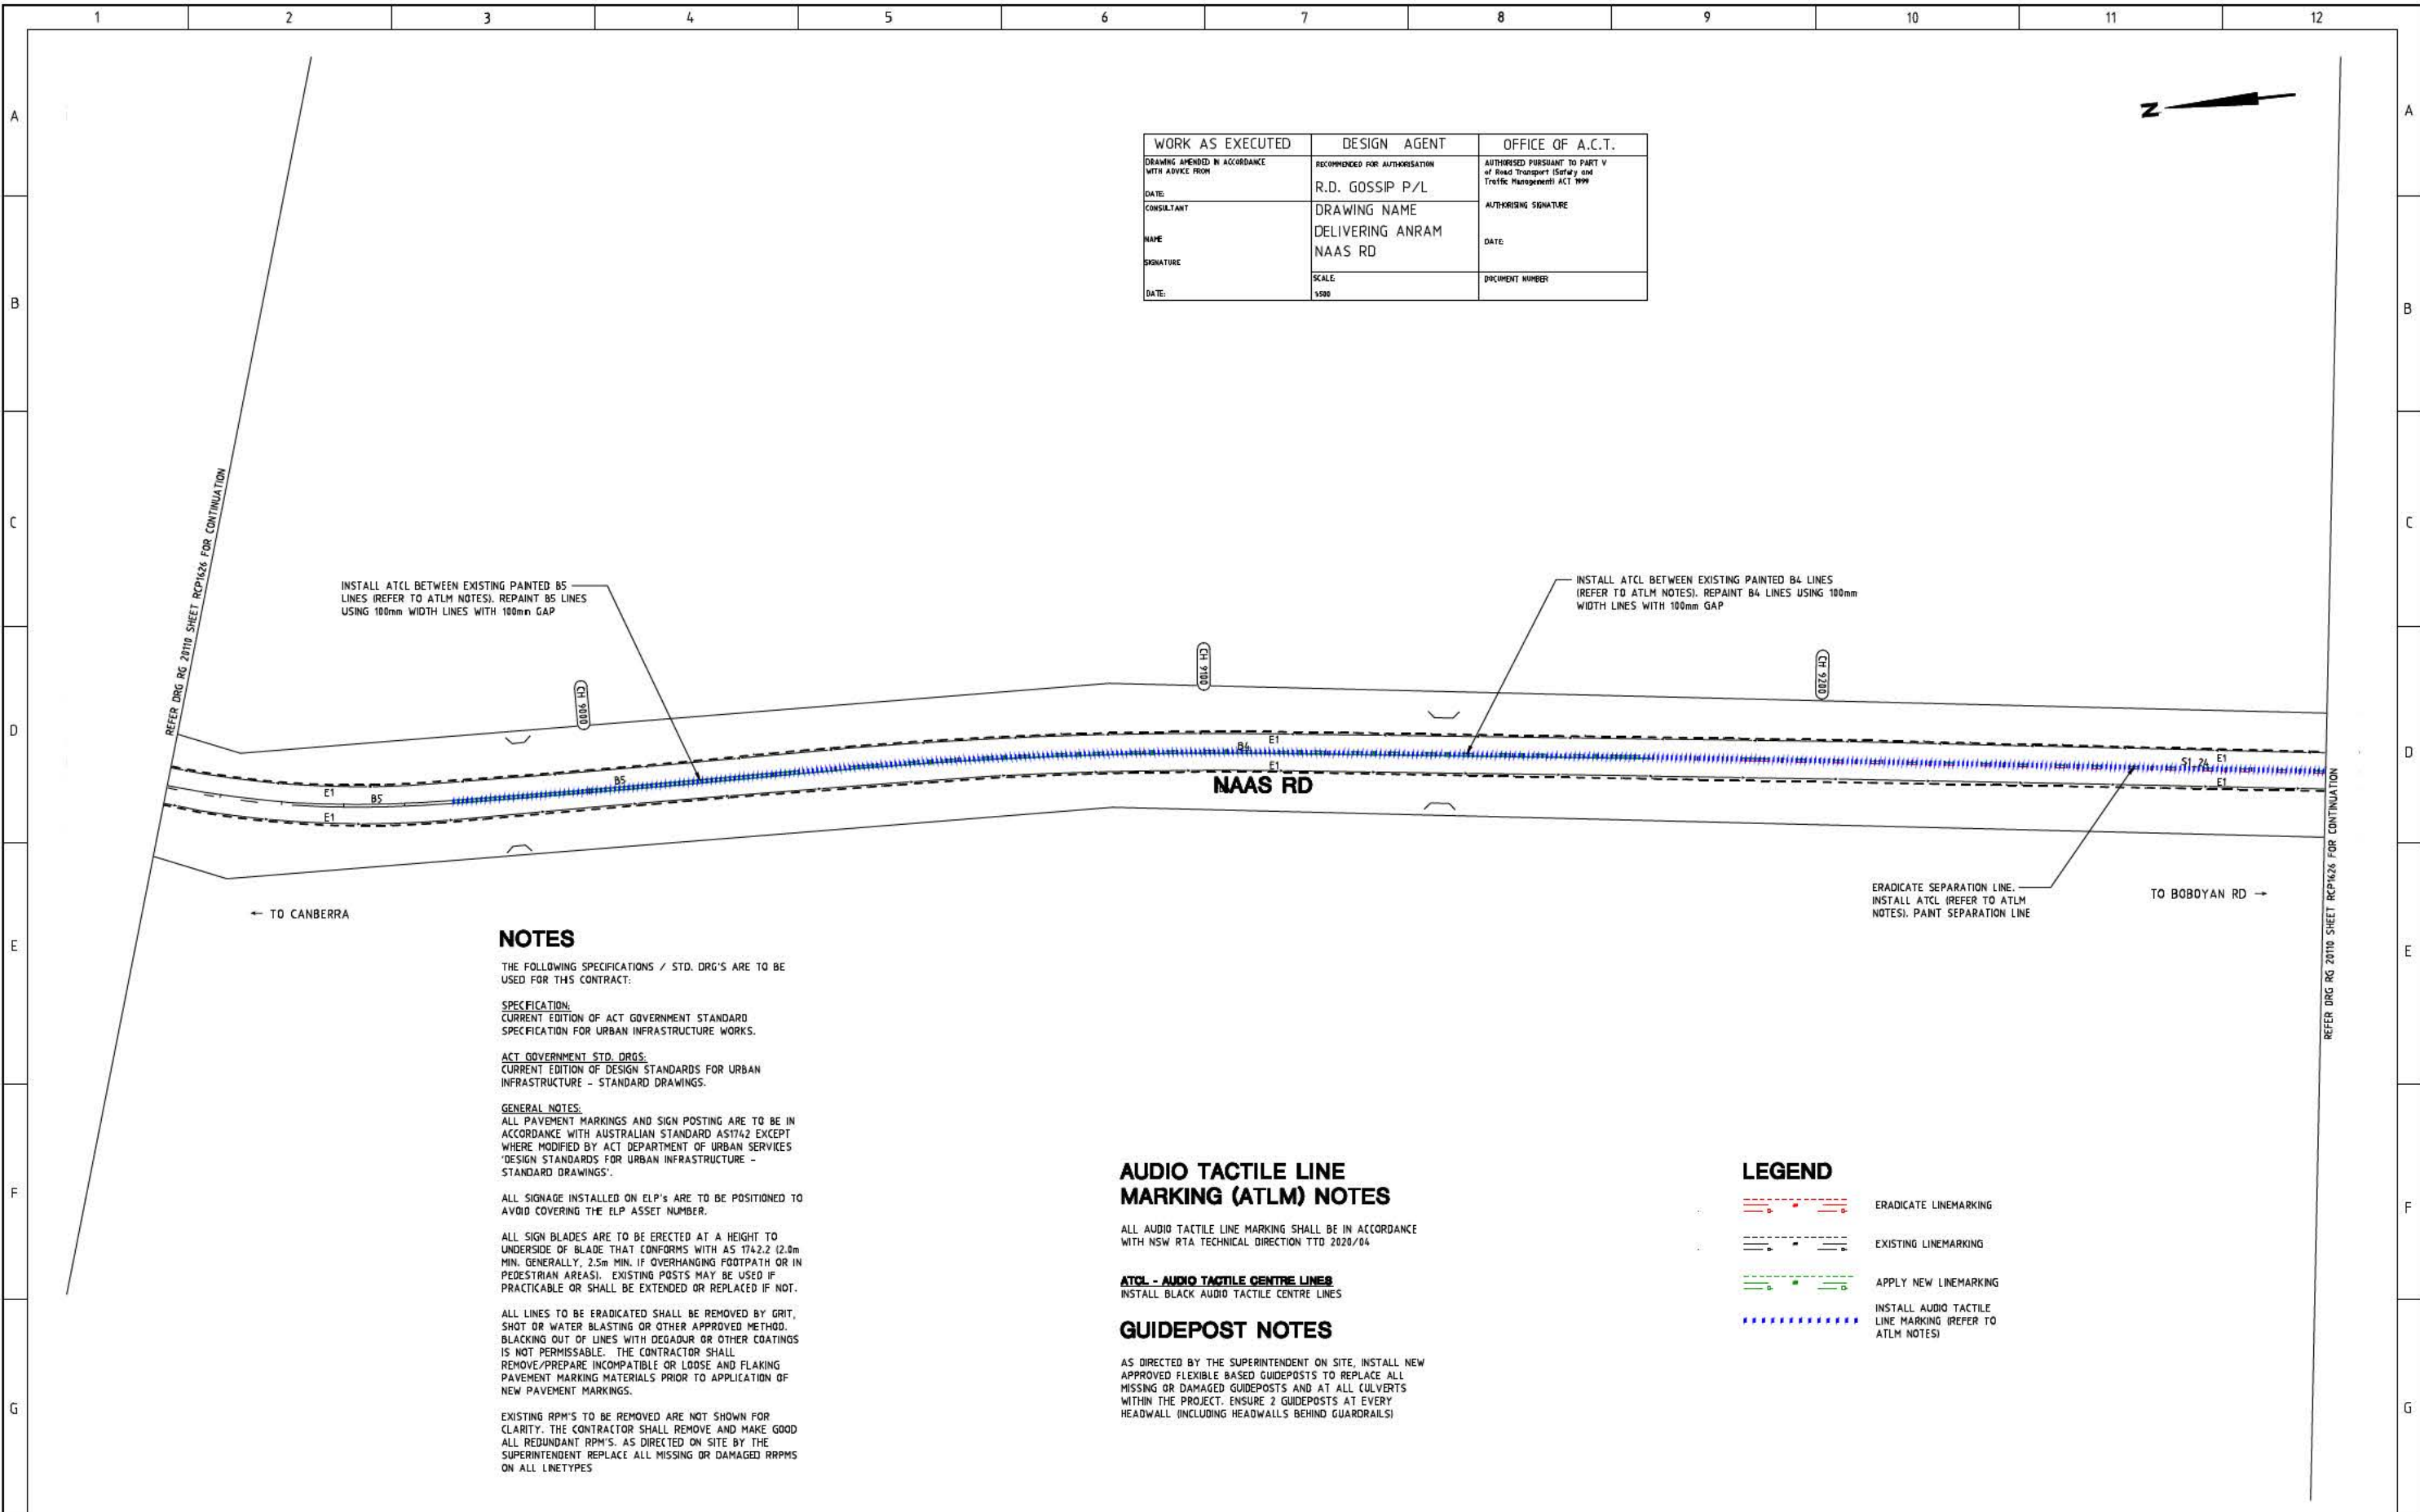 1 2 3 4 5 6 7 8 9 10 11 12
A
B
C
D
E
F
G
A
B
C
D
E
F
G
N
WORK AS EXECUTED
DRAWING AMENDED IN ACCORDANCE
WITH ADVICE FROM
DATE:
CONSULTANT
NAME
SIGNATURE
DATE:
DESIGN AGENT
RECOMMENDED FOR AUTHORISATION
R.D. GOSSIP P/L
DRAWING NAME
DELIVERING ANRAM
NAAS RD
SCALE:
OFFICE OF A.C.T.
AUTHORISED PURSUANT TO PART V
of Road Transport (Safety and
Traffic Management) ACT 1999
AUTHORISING SIGNATURE
DATE:
DOCUMENT NUMBER
REFER DRG RG 20110 SHEET RCP1626 FOR CONTINUATION
INSTALL ATCL BETWEEN EXISTING PAINTED B5
LINES (REFER TO ATLM NOTES). REPAINT B5 LINES
USING 100mm WIDTH LINES WITH 100mm GAP
INSTALL ATCL BETWEEN EXISTING PAINTED B4 LINES
(REFER TO ATLM NOTES). REPAINT B4 LINES USING 100mm
WIDTH LINES WITH 100mm GAP
CH 9000
CH 9100
CH 9200
E1
B5
E1
B5
E1
B4
E1
NAAS RD
S1-24
E1
E1
← TO CANBERRA
ERADICATE SEPARATION LINE.
INSTALL ATCL (REFER TO ATLM
NOTES). PAINT SEPARATION LINE
TO BOBOYAN RD →
REFER DRG RG 20110 SHEET RCP1626 FOR CONTINUATION
NOTES
THE FOLLOWING SPECIFICATIONS / STD. DRG'S ARE TO BE
USED FOR THIS CONTRACT:
SPECIFICATION:
CURRENT EDITION OF ACT GOVERNMENT STANDARD
SPECIFICATION FOR URBAN INFRASTRUCTURE WORKS.
ACT GOVERNMENT STD. DRGS:
CURRENT EDITION OF DESIGN STANDARDS FOR URBAN
INFRASTRUCTURE - STANDARD DRAWINGS.
GENERAL NOTES:
ALL PAVEMENT MARKINGS AND SIGN POSTING ARE TO BE IN
ACCORDANCE WITH AUSTRALIAN STANDARD AS1742 EXCEPT
WHERE MODIFIED BY ACT DEPARTMENT OF URBAN SERVICES
'DESIGN STANDARDS FOR URBAN INFRASTRUCTURE -
STANDARD DRAWINGS'.
ALL SIGNAGE INSTALLED ON ELP's ARE TO BE POSITIONED TO
AVOID COVERING THE ELP ASSET NUMBER.
ALL SIGN BLADES ARE TO BE ERECTED AT A HEIGHT TO
UNDERSIDE OF BLADE THAT CONFORMS WITH AS 1742.2 (2.0m
MIN. GENERALLY, 2.5m MIN. IF OVERHANGING FOOTPATH OR IN
PEDESTRIAN AREAS). EXISTING POSTS MAY BE USED IF
PRACTICABLE OR SHALL BE EXTENDED OR REPLACED IF NOT.
ALL LINES TO BE ERADICATED SHALL BE REMOVED BY GRIT,
SHOT OR WATER BLASTING OR OTHER APPROVED METHOD.
BLACKING OUT OF LINES WITH DEGADUR OR OTHER COATINGS
IS NOT PERMISSABLE. THE CONTRACTOR SHALL
REMOVE/PREPARE INCOMPATIBLE OR LOOSE AND FLAKING
PAVEMENT MARKING MATERIALS PRIOR TO APPLICATION OF
NEW PAVEMENT MARKINGS.
EXISTING RPM'S TO BE REMOVED ARE NOT SHOWN FOR
CLARITY. THE CONTRACTOR SHALL REMOVE AND MAKE GOOD
ALL REDUNDANT RPM'S. AS DIRECTED ON SITE BY THE
SUPERINTENDENT REPLACE ALL MISSING OR DAMAGED RRPMS
ON ALL LINETYPES
AUDIO TACTILE LINE
MARKING (ATLM) NOTES
ALL AUDIO TACTILE LINE MARKING SHALL BE IN ACCORDANCE
WITH NSW RTA TECHNICAL DIRECTION TTD 2020/04
ATCL - AUDIO TACTILE CENTRE LINES
INSTALL BLACK AUDIO TACTILE CENTRE LINES
GUIDEPOST NOTES
AS DIRECTED BY THE SUPERINTENDENT ON SITE, INSTALL NEW
APPROVED FLEXIBLE BASED GUIDEPOSTS TO REPLACE ALL
MISSING OR DAMAGED GUIDEPOSTS AND AT ALL CULVERTS
WITHIN THE PROJECT. ENSURE 2 GUIDEPOSTS AT EVERY
HEADWALL (INCLUDING HEADWALLS BEHIND GUARDRAILS)
LEGEND
ERADICATE LINEMARKING
EXISTING LINEMARKING
APPLY NEW LINEMARKING
INSTALL AUDIO TACTILE
LINE MARKING (REFER TO
ATLM NOTES)